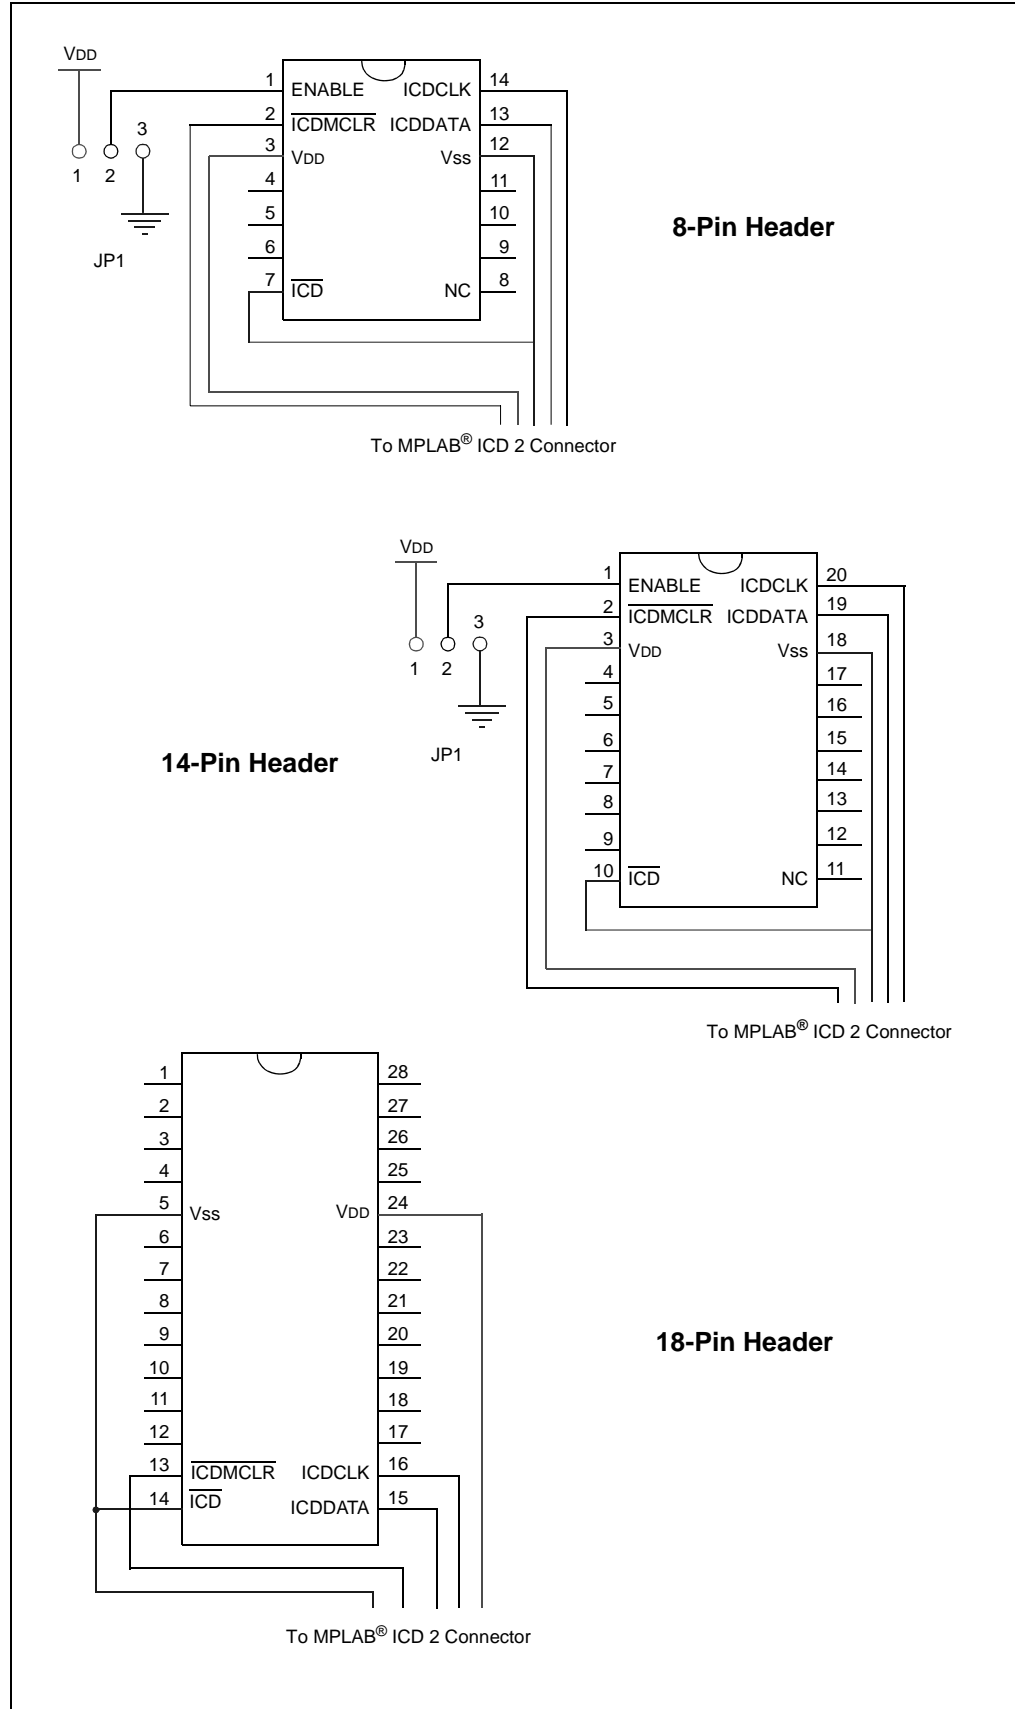 VDD
1 ENABLE ICDCLK 14
2 ICDMCLR ICDDATA 13
3 VDD Vss 12
4 11
5 10
6 9
7 ICD NC 8
3
1 2
JP1
8-Pin Header
To MPLAB® ICD 2 Connector
VDD
1 ENABLE ICDCLK 20
2 ICDMCLR ICDDATA 19
3 VDD Vss 18
4 17
5 16
6 15
7 14
8 13
9 12
10 ICD NC 11
3
1 2
JP1
14-Pin Header
To MPLAB® ICD 2 Connector
1 28
2 27
3 26
4 25
5 Vss VDD 24
6 23
7 22
8 21
9 20
10 19
11 18
12 17
13 ICDMCLR ICDCLK 16
14 ICD ICDDATA 15
18-Pin Header
To MPLAB® ICD 2 Connector